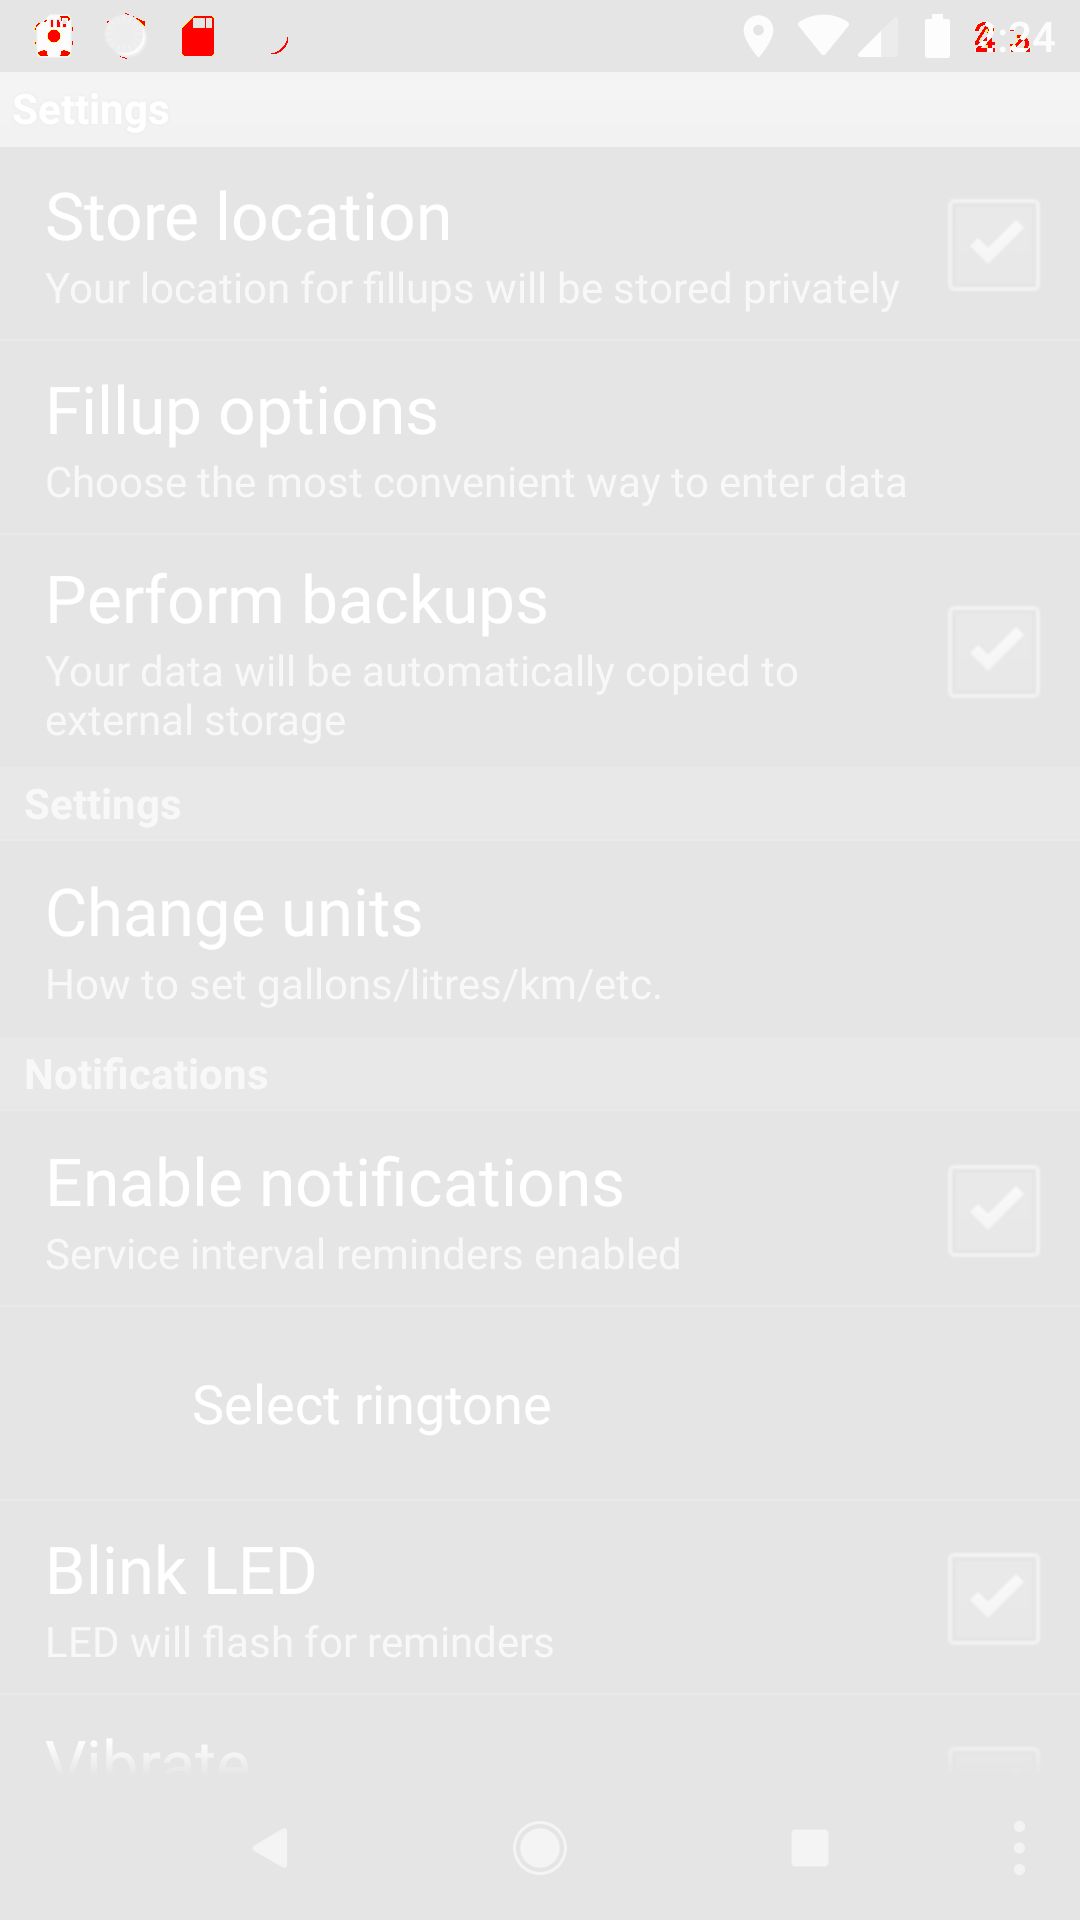 Settings
Store location
Your location for fillups will be stored privately
Fillup options
Choose the most convenient way to enter data
Perform backups
Your data will be automatically copied to
external storage
Settings
Change units
How to set gallons/litres/km/etc.
Notifications
Enable notifications
Service interval reminders enabled
Select ringtone
Blink LED
LED will flash for reminders
Vibrate